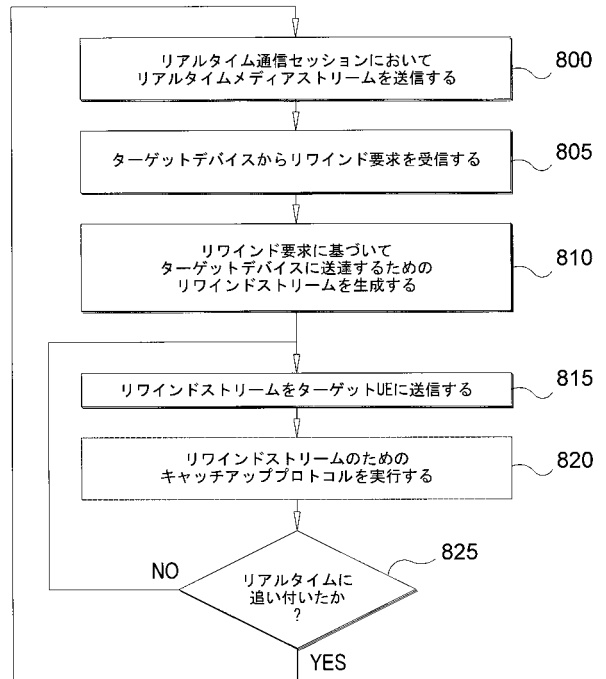 リアルタイム通信セッションにおいて
リアルタイムメディアストリームを送信する
800
ターゲットデバイスからリワインド要求を受信する
805
リワインド要求に基づいて
ターゲットデバイスに送達するための
リワインドストリームを生成する
810
リワインドストリームをターゲットUEに送信する
815
リワインドストリームのための
キャッチアッププロトコルを実行する
820
825
NO
リアルタイムに
追い付いたか
?
YES